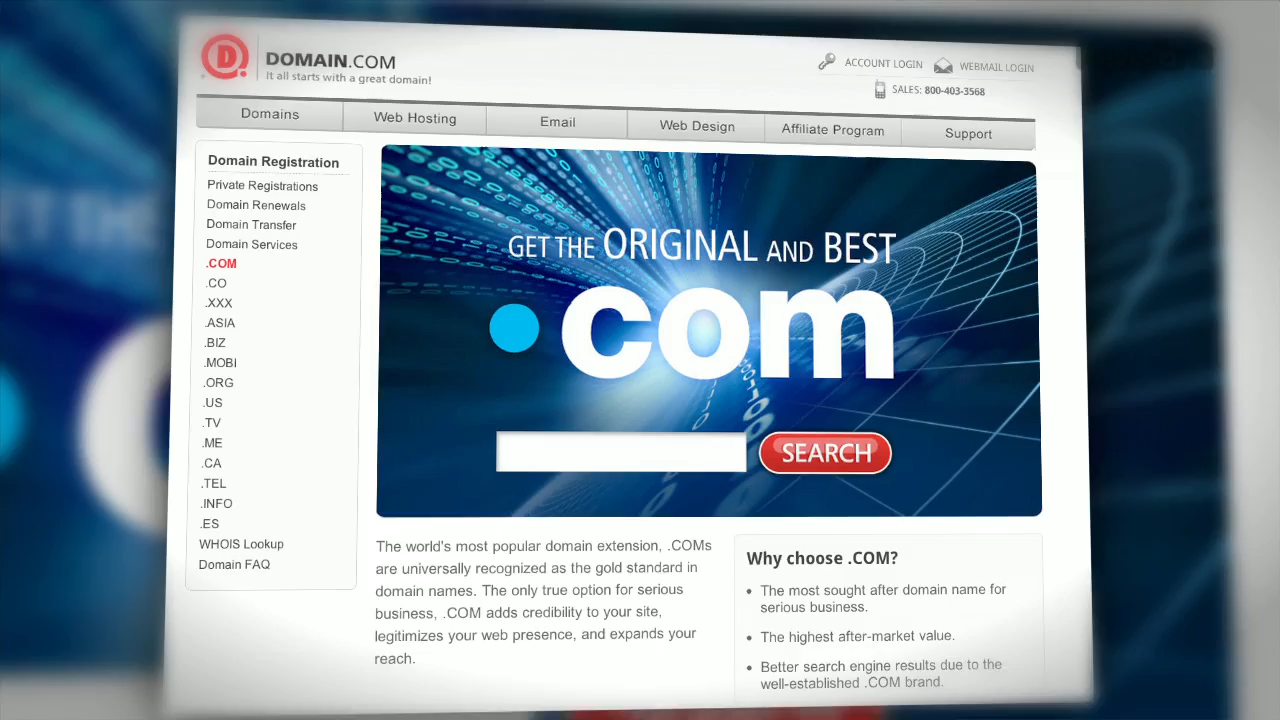 DOMAIN.COM
It all starts with a great domain!
ACCOUNT LOGIN
WEBMAIL LOGIN
SALES: 800-403-3568
Domains
Web Hosting
Email
Web Design
Affiliate Program
Support
Domain Registration
Private Registrations
Domain Renewals
Domain Transfer
Domain Services
.COM
.CO
.XXX
.ASIA
.BIZ
.MOBI
.ORG
.US
.TV
.ME
.CA
.TEL
.INFO
.ES
WHOIS Lookup
Domain FAQ
GET THE ORIGINAL AND BEST
.com
SEARCH
The world's most popular domain extension, .COMs
are universally recognized as the gold standard in
domain names. The only true option for serious
business, .COM adds credibility to your site,
legitimizes your web presence, and expands your
reach.
Why choose .COM?
• The most sought after domain name for
serious business.
• The highest after-market value.
• Better search engine results due to the
well-established .COM brand.